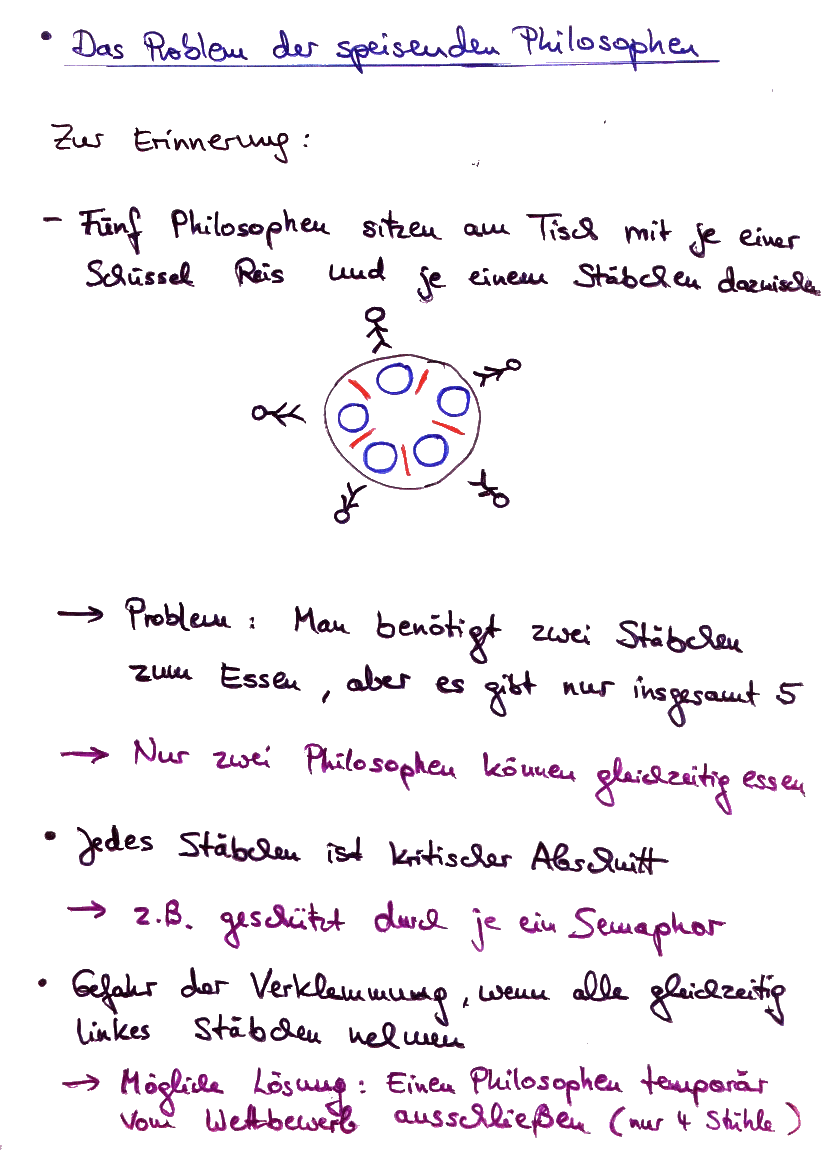 • Das Problem der speisenden Philosophen
Zur Erinnerung:
- Fünf Philosophen sitzen am Tisch mit je einer
Schüssel Reis und je einem Stäbchen dazwischen
→ Problem: Man benötigt zwei Stäbchen
zum Essen, aber es gibt nur insgesamt 5
→ Nur zwei Philosophen können gleichzeitig essen
• Jedes Stäbchen ist kritischer Abschnitt
→ z.B. geschützt durch je ein Semaphor
• Gefahr der Verklemmung, wenn alle gleichzeitig
linkes Stäbchen nehmen
→ Mögliche Lösung: Einen Philosophen temporär
vom Wettbewerb ausschließen (nur 4 Stühle)